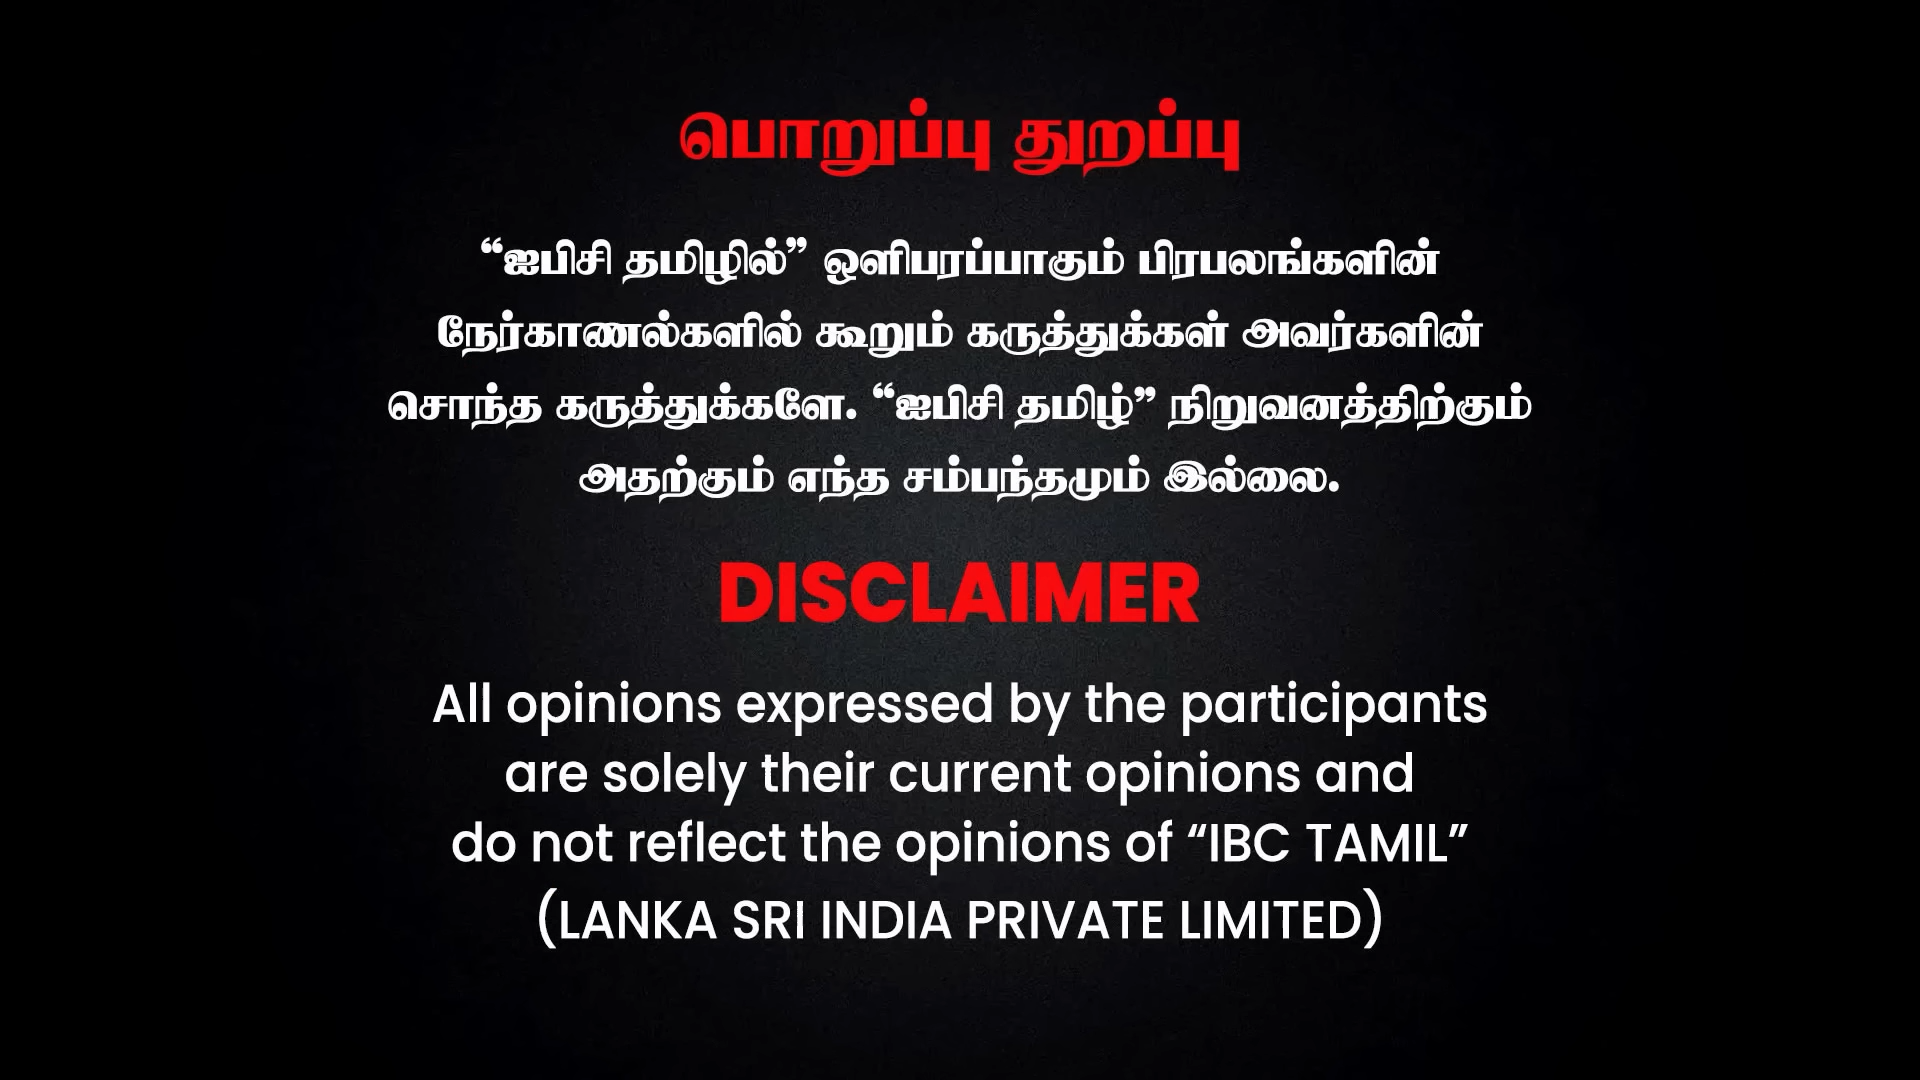 பொறுப்பு துறப்பு
“ஐபிசி தமிழில்” ஒளிபரப்பாகும் பிரபலங்களின்
நேர்காணல்களில் கூறும் கருத்துக்கள் அவர்களின்
சொந்த கருத்துக்களே. “ஐபிசி தமிழ்” நிறுவனத்திற்கும்
அதற்கும் எந்த சம்பந்தமும் இல்லை.
DISCLAIMER
All opinions expressed by the participants
are solely their current opinions and
do not reflect the opinions of “IBC TAMIL”
(LANKA SRI INDIA PRIVATE LIMITED)